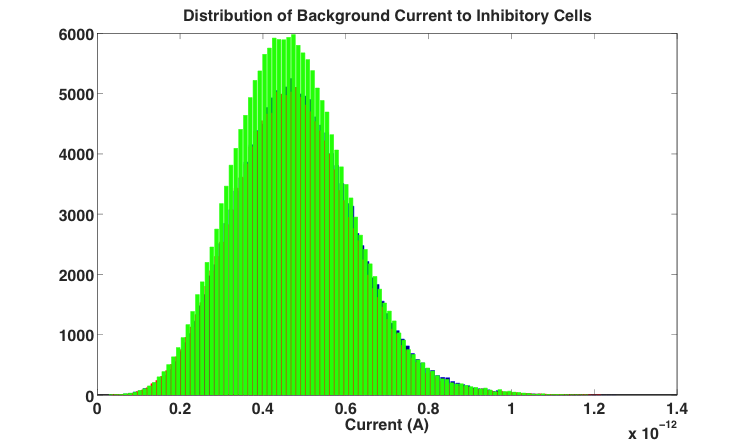 Distribution of Background Current to Inhibitory Cells
6000
5000
4000
3000
2000
1000
0
0 0.2 0.4 0.6 0.8 1 1.2 1.4
Current (A)
x 10⁻¹²